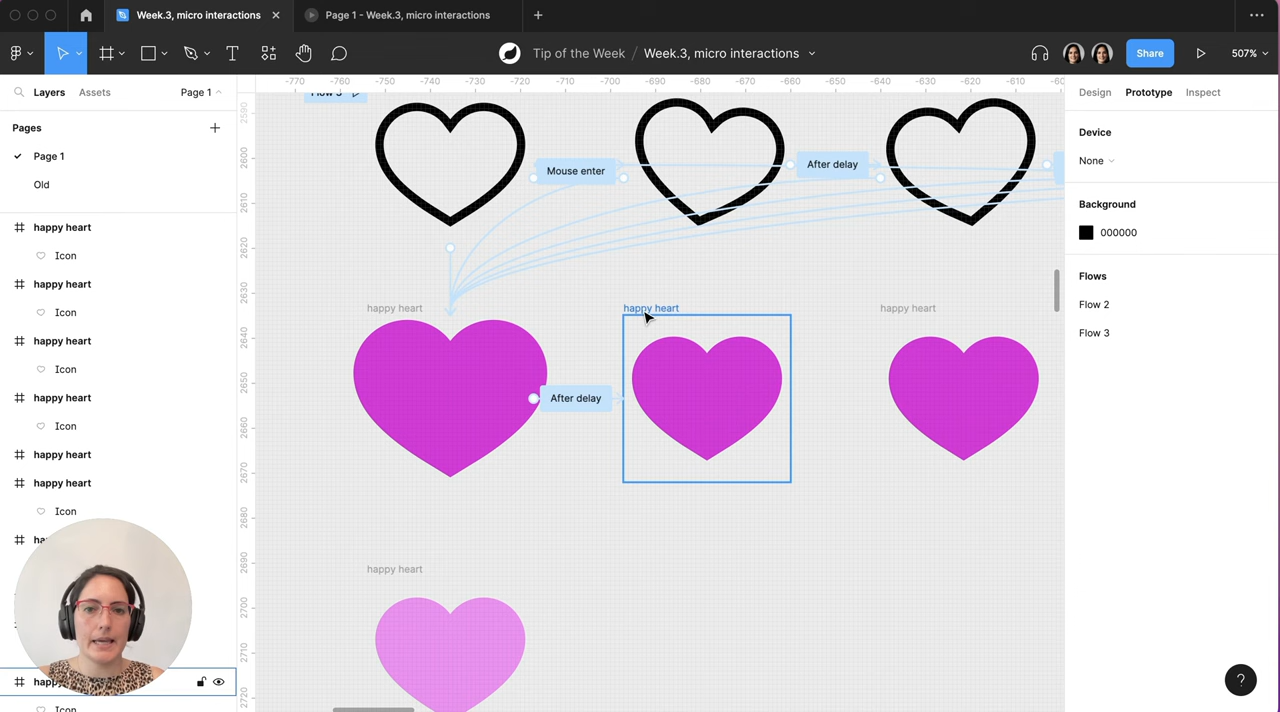 Week.3, micro interactions
Page 1 - Week.3, micro interactions
Tip of the Week / Week.3, micro interactions
Share
507%
Layers
Assets
Page 1
Pages
Page 1
Old
happy heart
Icon
happy heart
Icon
happy heart
Icon
happy heart
Icon
happy heart
happy heart
Icon
Icon
-770
-760
-740
-730
-720
-710
-700
-690
-680
-670
-660
-650
-640
-630
-620
-610
2590
2600
2610
2620
2630
2640
2650
2660
2670
2680
2690
2700
2710
2720
Flow 3
Mouse enter
After delay
happy heart
happy heart
happy heart
After delay
happy heart
Design
Prototype
Inspect
Device
None
Background
000000
Flows
Flow 2
Flow 3
?